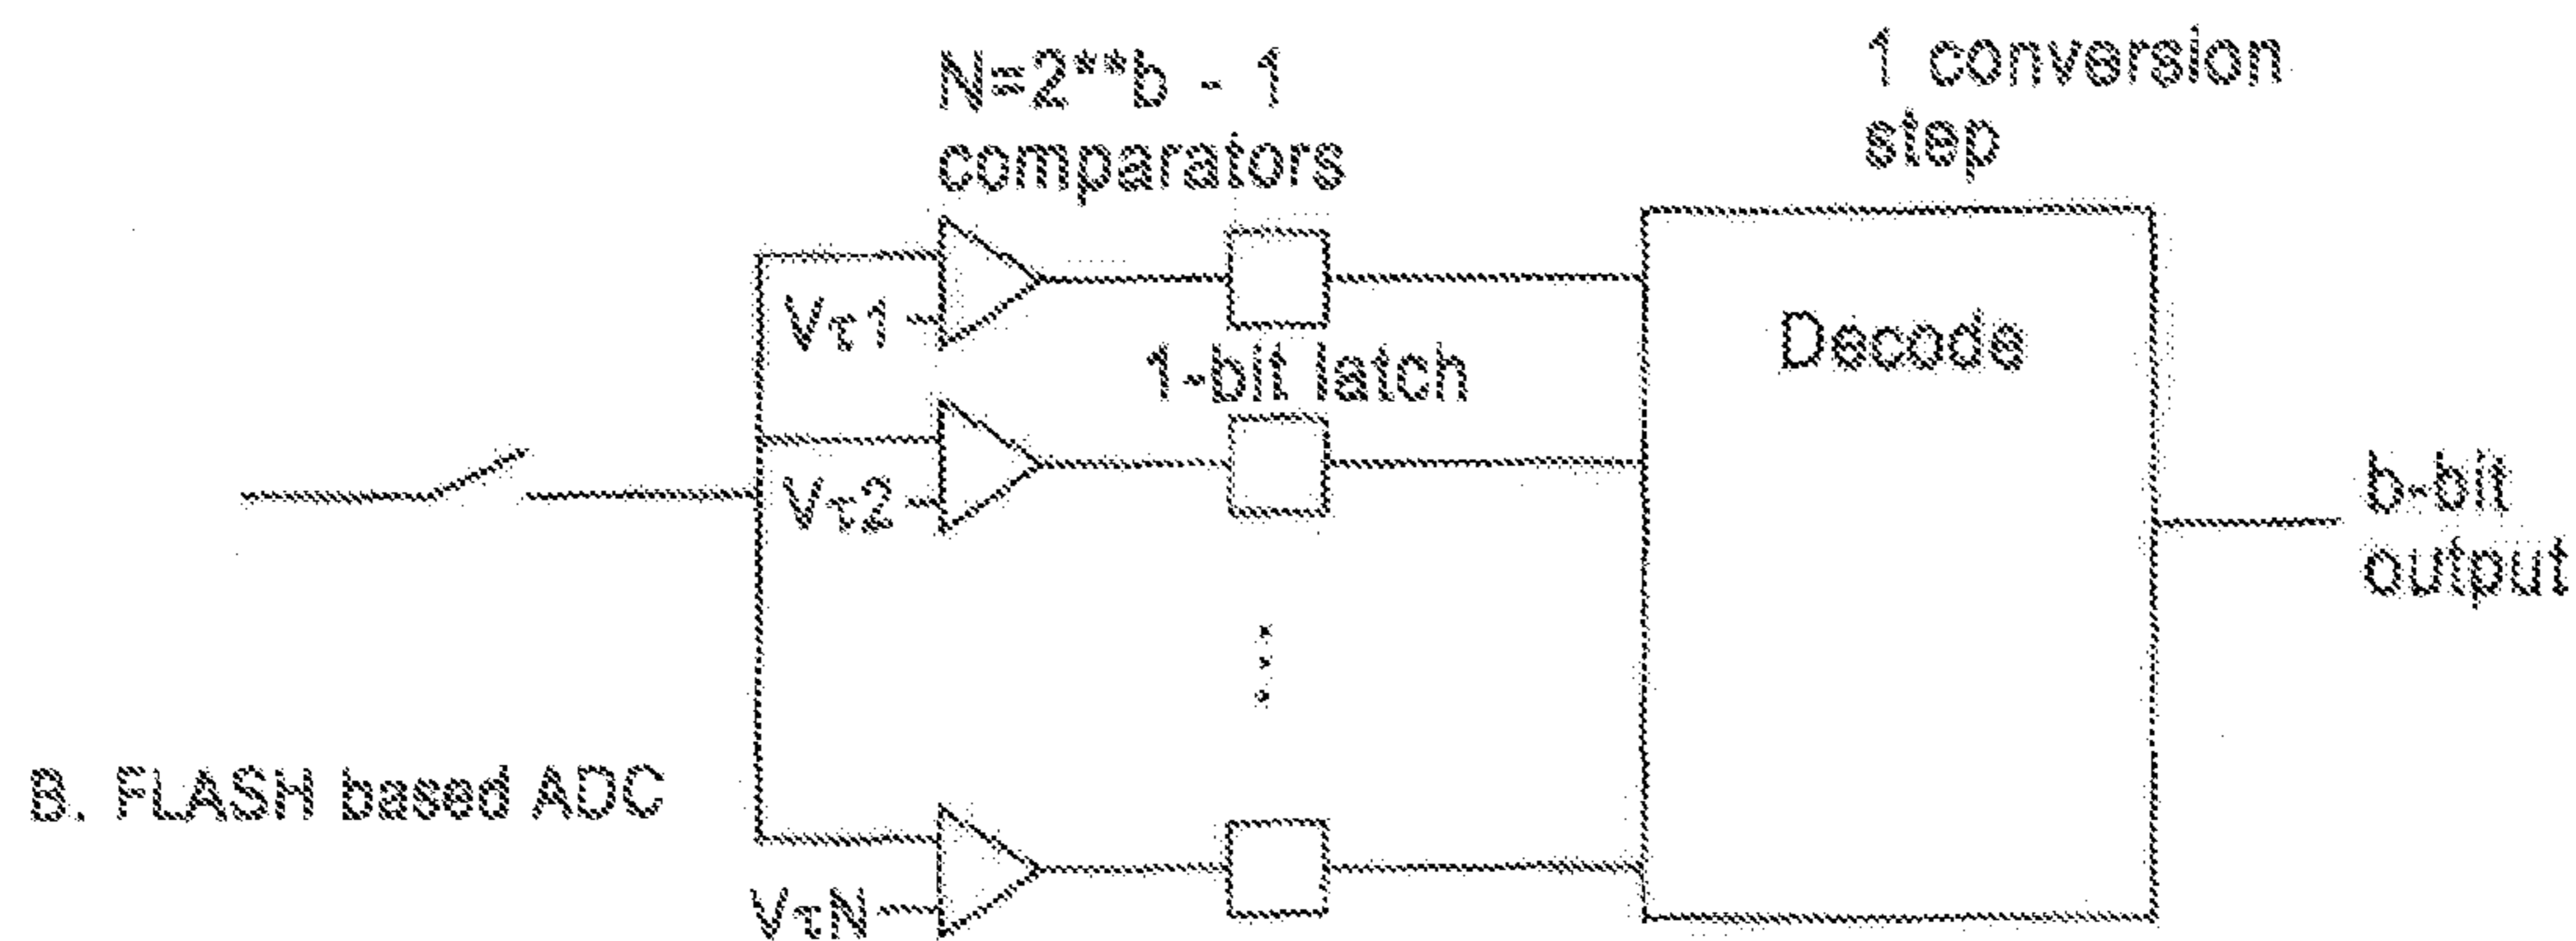 N=2**b - 1
comparators
1 conversion
step
Vτ1
1-bit latch
Decode
Vτ2
b-bit
output
B. FLASH based ADC
VτN